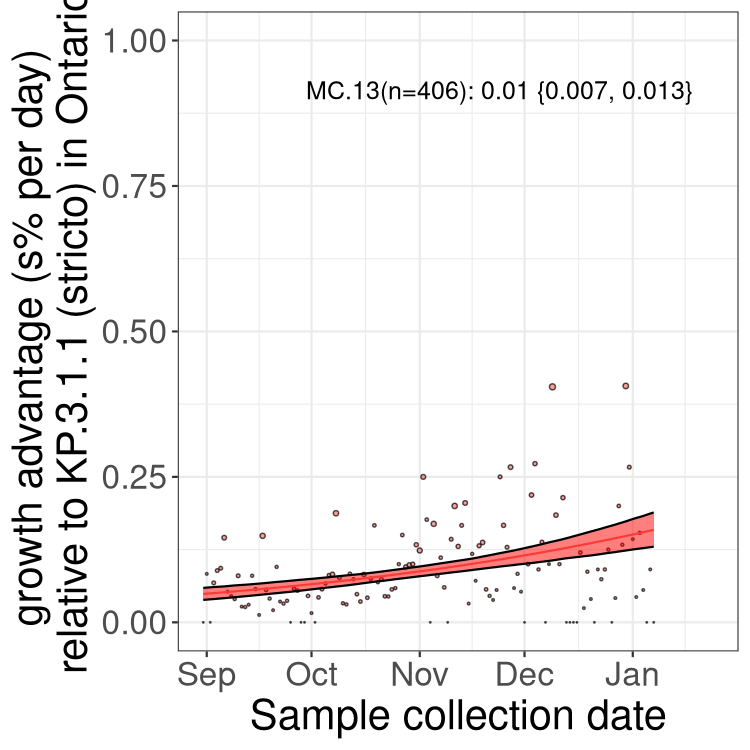 growth advantage (s% per day)
relative to KP.3.1.1 (stricto) in Ontario
1.00
0.75
0.50
0.25
0.00
MC.13(n=406): 0.01 {0.007, 0.013}
Sep Oct Nov Dec Jan
Sample collection date